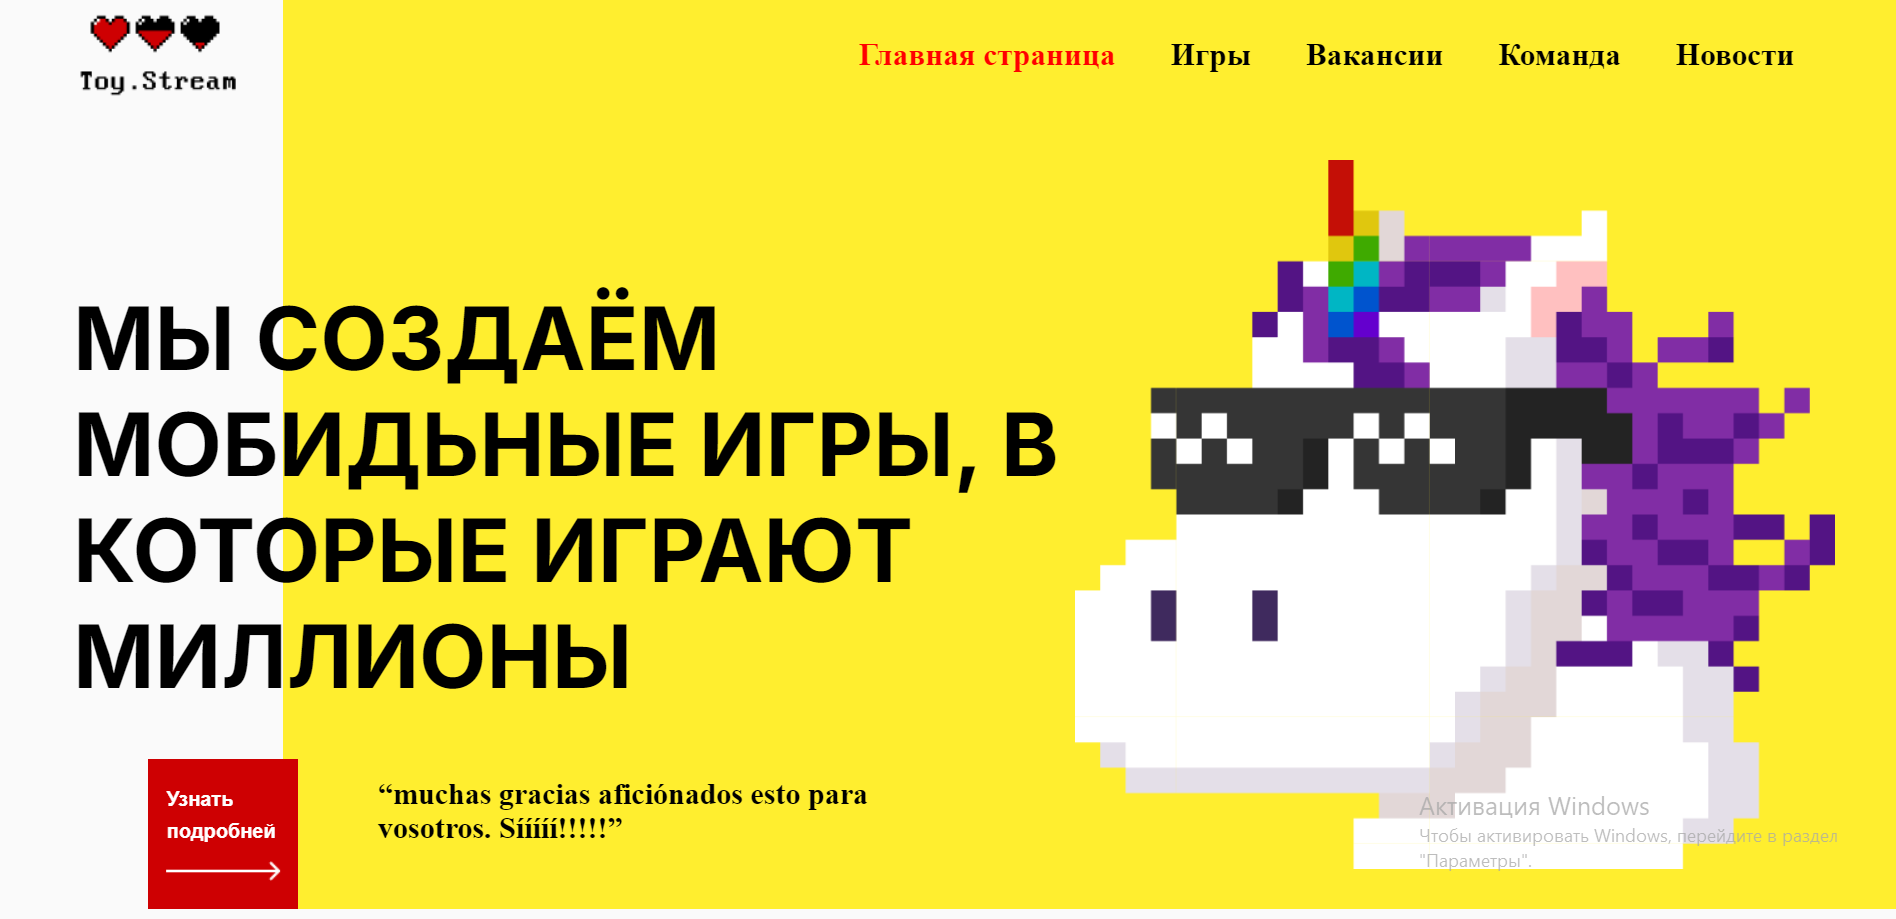 Toy.Stream
Главная страница Игры Вакансии Команда Новости
МЫ СОЗДАЁМ
МОБИДЬНЫЕ ИГРЫ, В
КОТОРЫЕ ИГРАЮТ
МИЛЛИОНЫ
Узнать
подробней
“muchas gracias aficiónados esto para
vosotros. Sííííí!!!!!”
Активация Windows
Чтобы активировать Windows, перейдите в раздел
"Параметры".